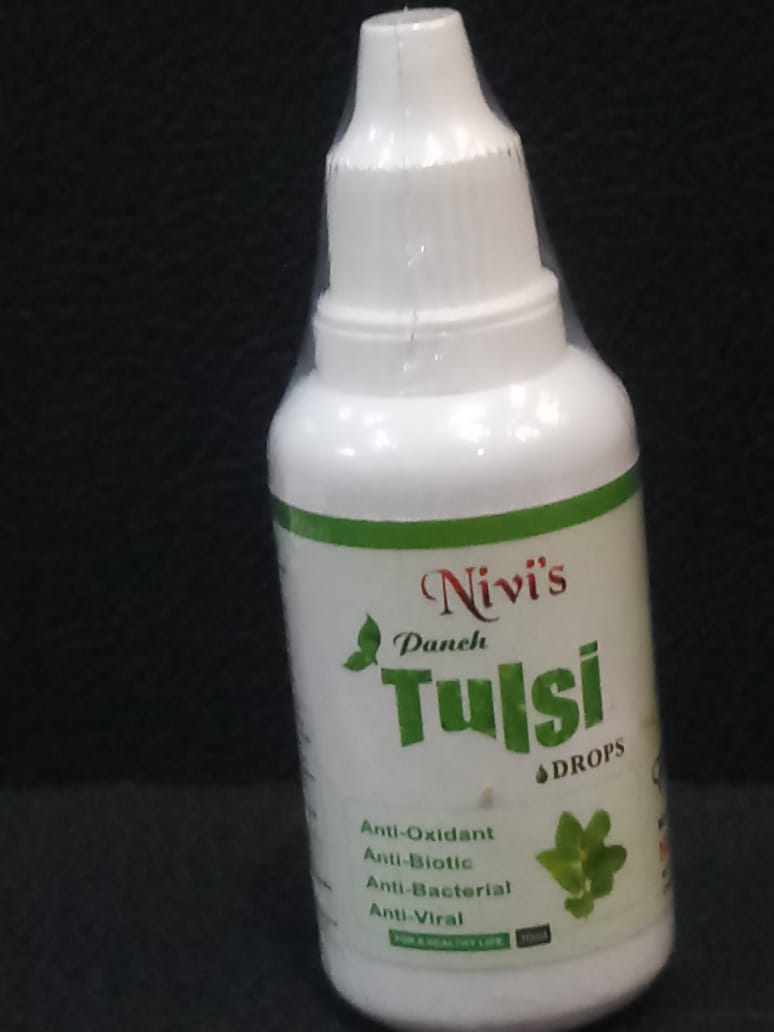 Nivi's
Panch
Tulsi
DROPS
Anti-Oxidant
Anti-Biotic
Anti-Bacterial
Anti-Viral
FOR A HEALTHY LIFE